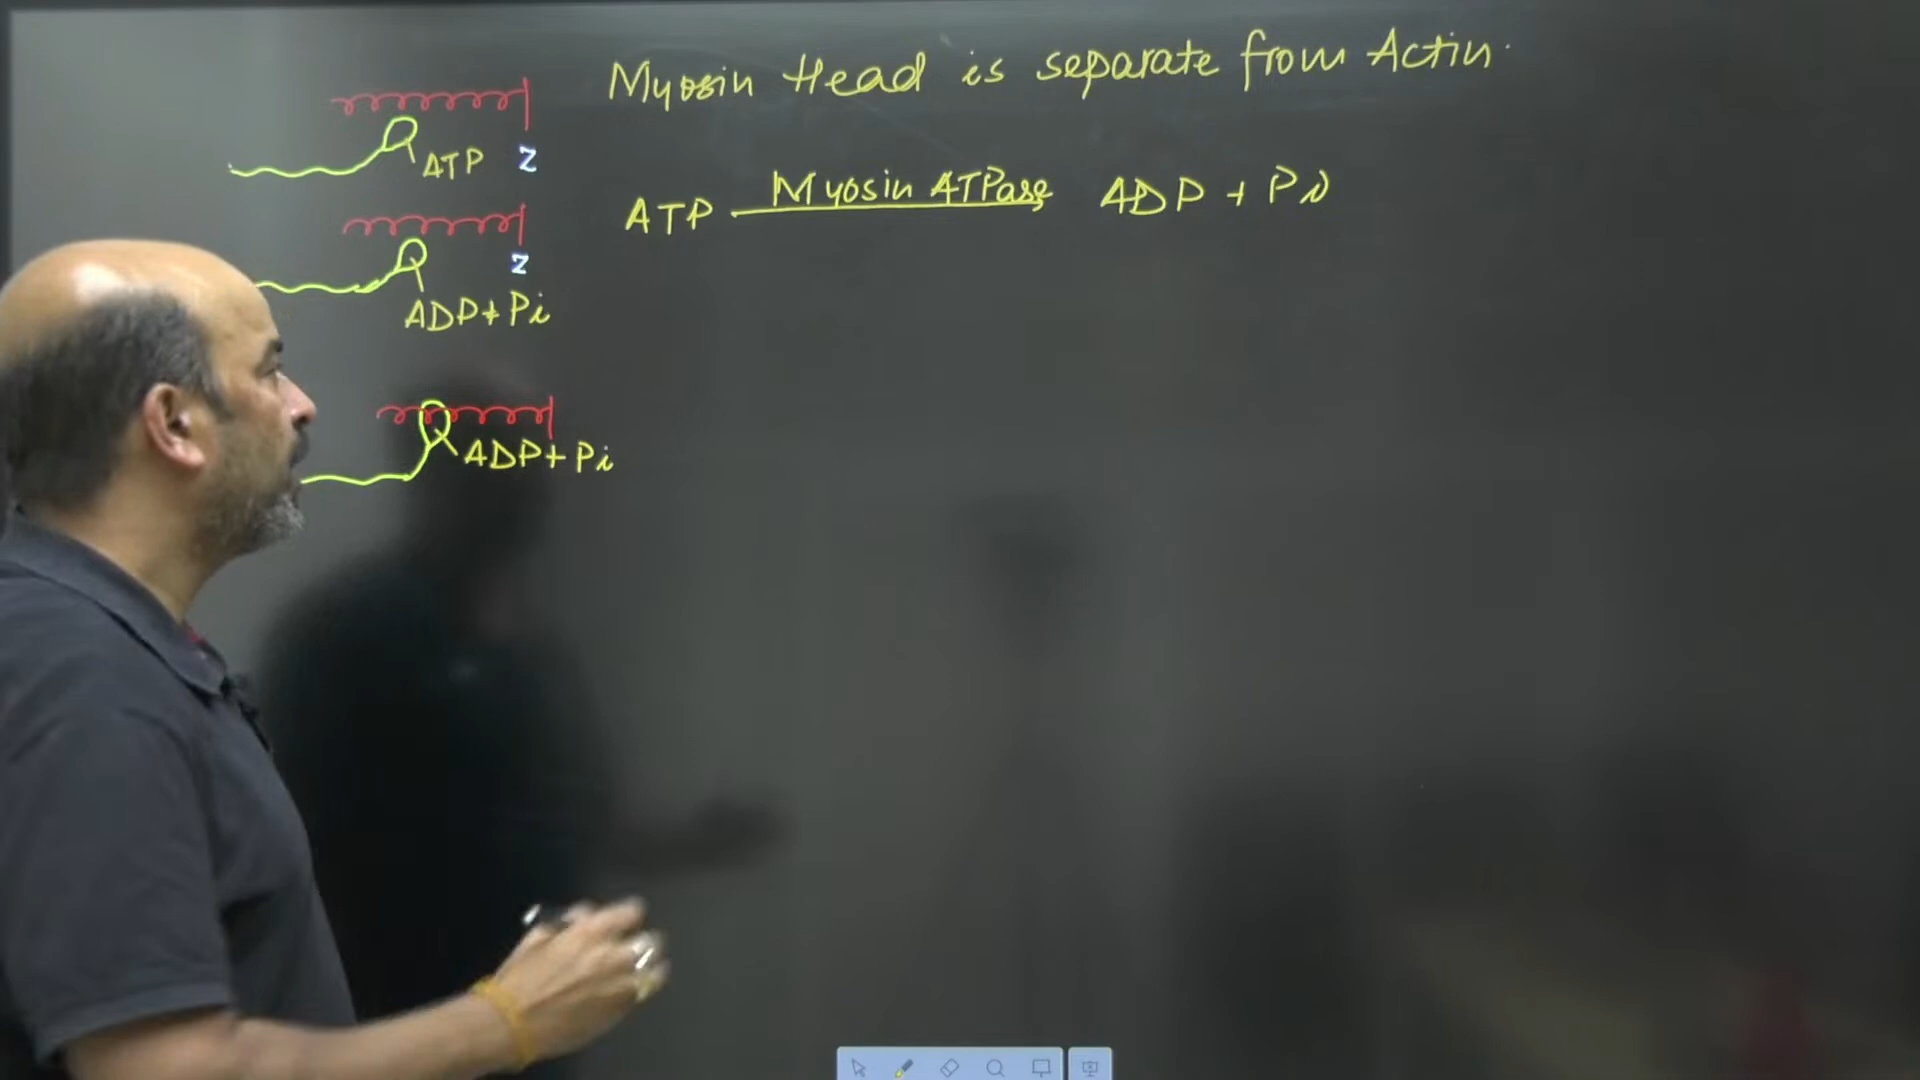 Myosin Head is separate from Actin.
ATP Z
ATP Myosin ATPase ADP + Pi
Z
ADP + Pi
ADP + Pi